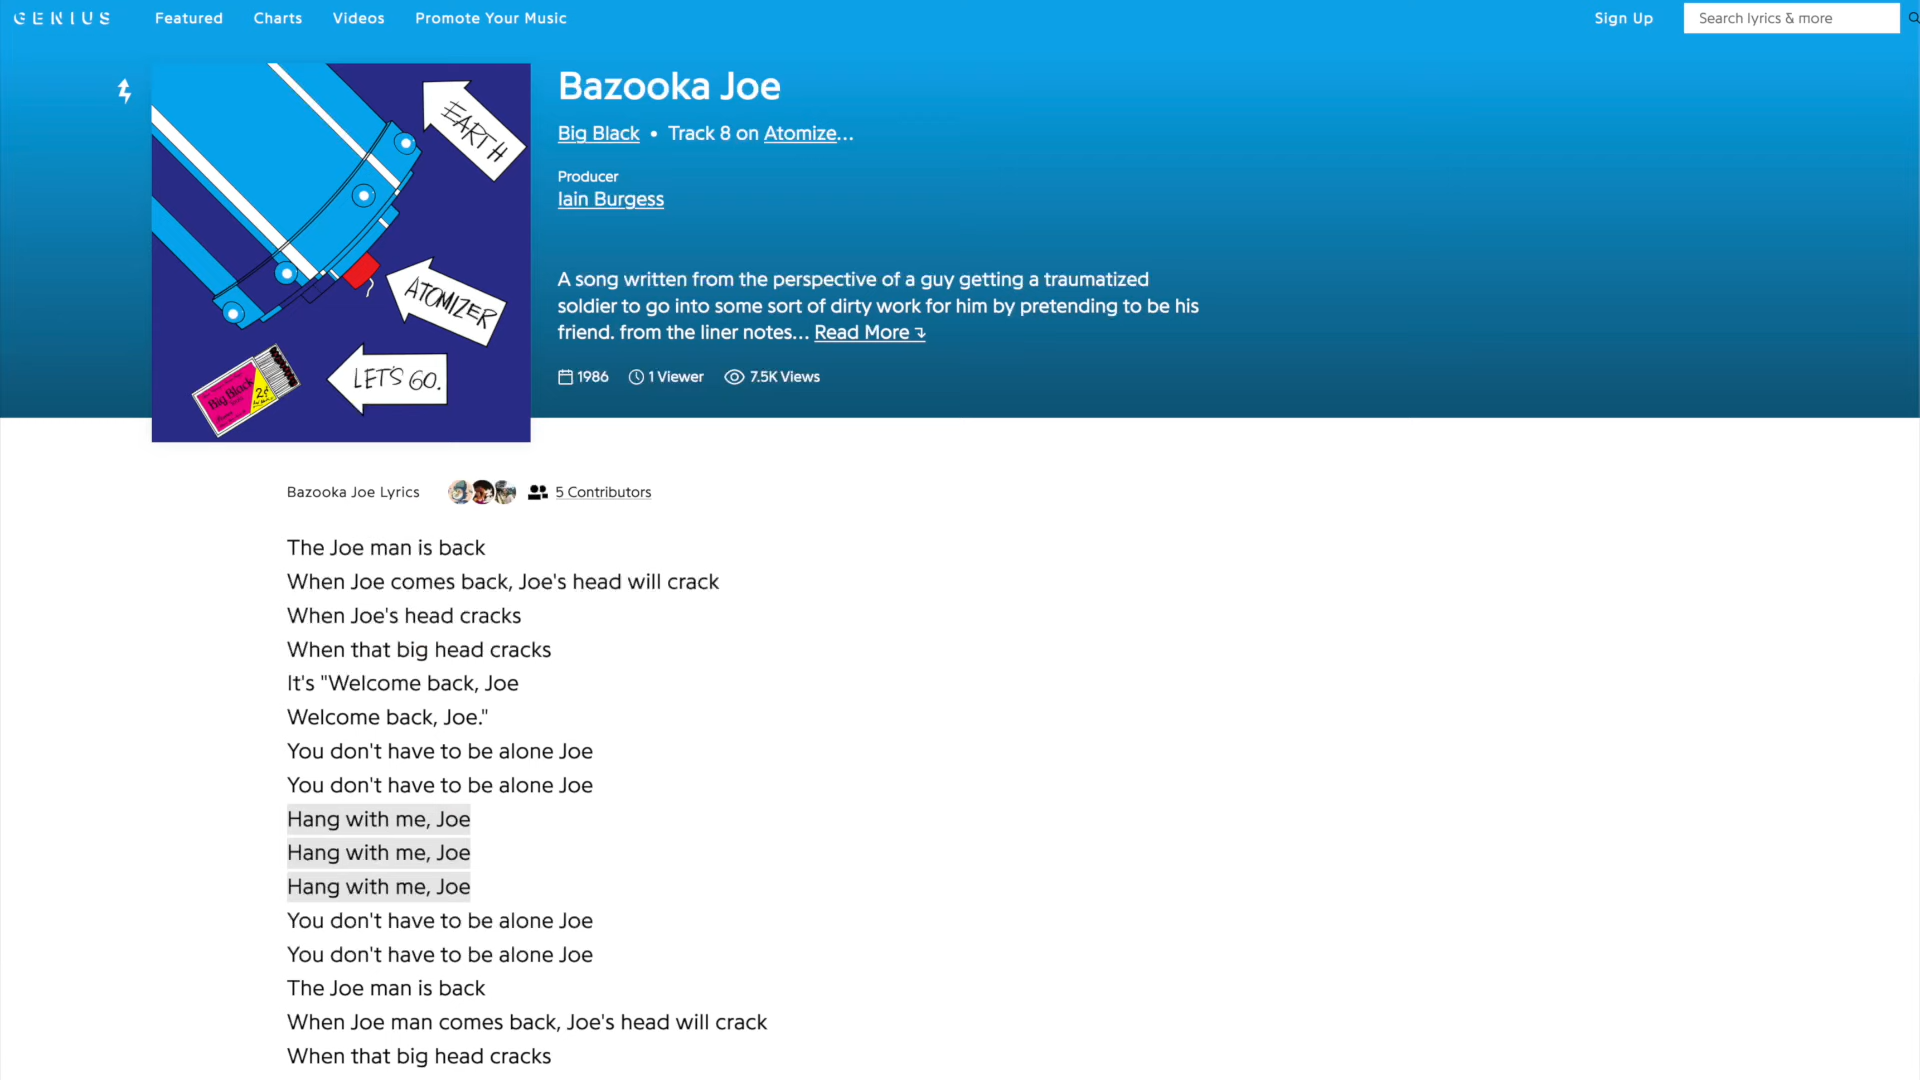 GENIUS
Featured
Charts
Videos
Promote Your Music
Sign Up
Search lyrics & more
EARTH
ATOMIZER
LET'S GO.
Big Black
2¢
Bazooka Joe
Big Black • Track 8 on Atomize…
Producer
Iain Burgess
A song written from the perspective of a guy getting a traumatized
soldier to go into some sort of dirty work for him by pretending to be his
friend. from the liner notes… Read More
1986
1 Viewer
7.5K Views
Bazooka Joe Lyrics
5 Contributors
The Joe man is back
When Joe comes back, Joe's head will crack
When Joe's head cracks
When that big head cracks
It's "Welcome back, Joe
Welcome back, Joe."
You don't have to be alone Joe
You don't have to be alone Joe
Hang with me, Joe
Hang with me, Joe
Hang with me, Joe
You don't have to be alone Joe
You don't have to be alone Joe
The Joe man is back
When Joe man comes back, Joe's head will crack
When that big head cracks